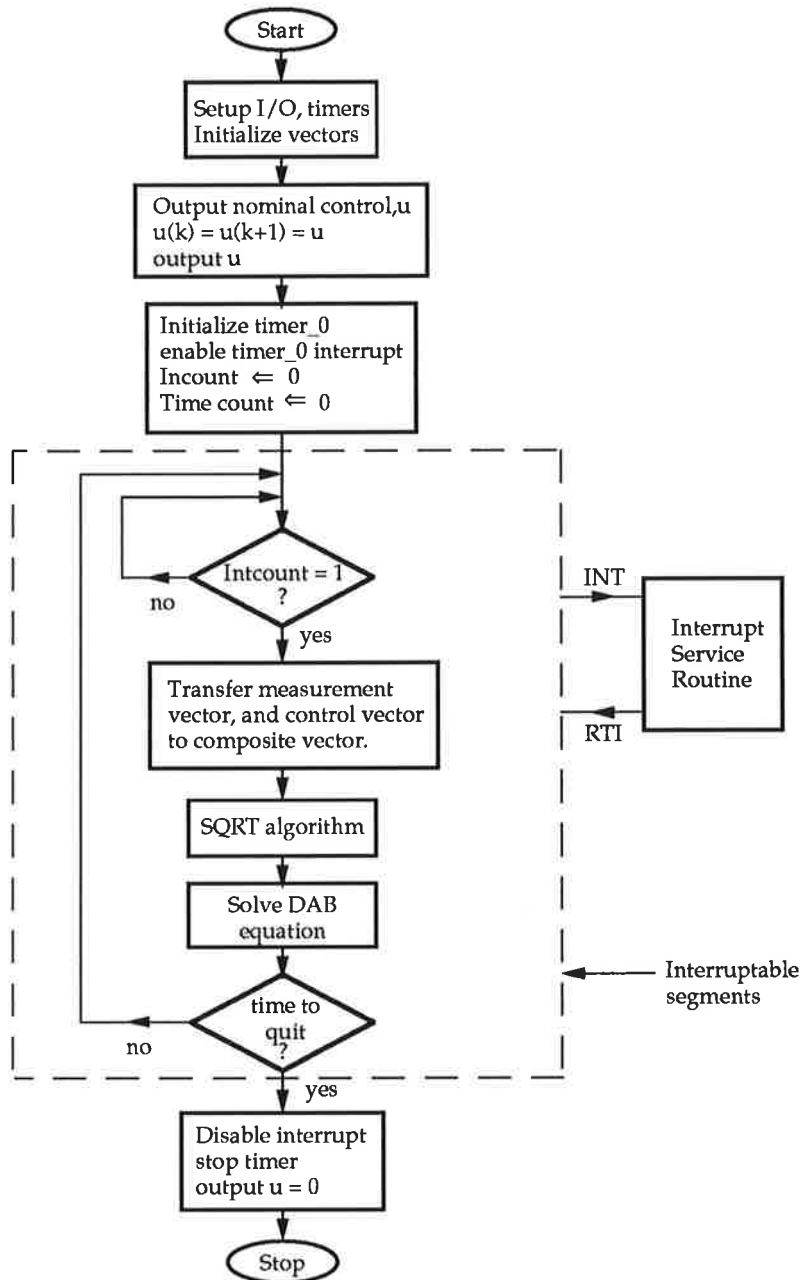 Start
Setup I/O, timers
Initialize vectors
Output nominal control,u
u(k) = u(k+1) = u
output u
Initialize timer_0
enable timer_0 interrupt
Incount ⇐ 0
Time count ⇐ 0
Intcount = 1
?
no
yes
INT
Interrupt
Service
Routine
RTI
Transfer measurement
vector, and control vector
to composite vector.
SQRT algorithm
Solve DAB
equation
Interruptable
segments
time to
quit
?
no
yes
Disable interrupt
stop timer
output u = 0
Stop